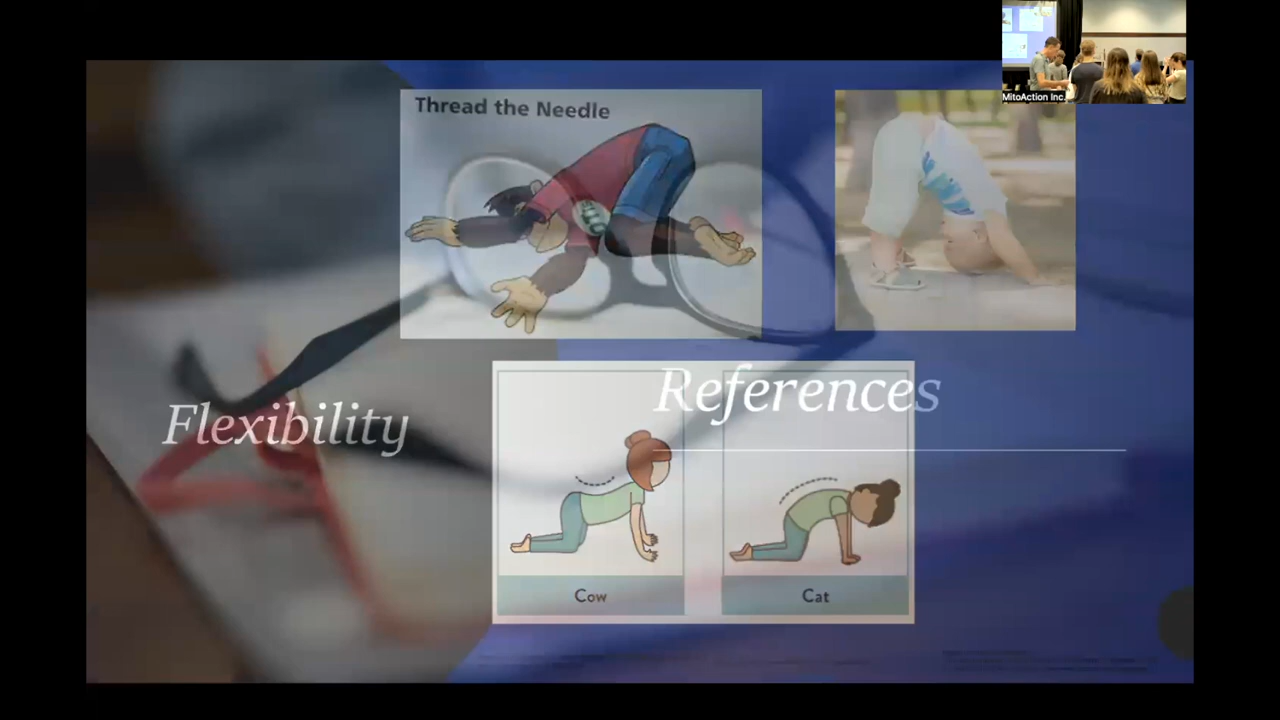 MitoAction Inc.
Thread the Needle
References
Flexibility
Cow
Cat